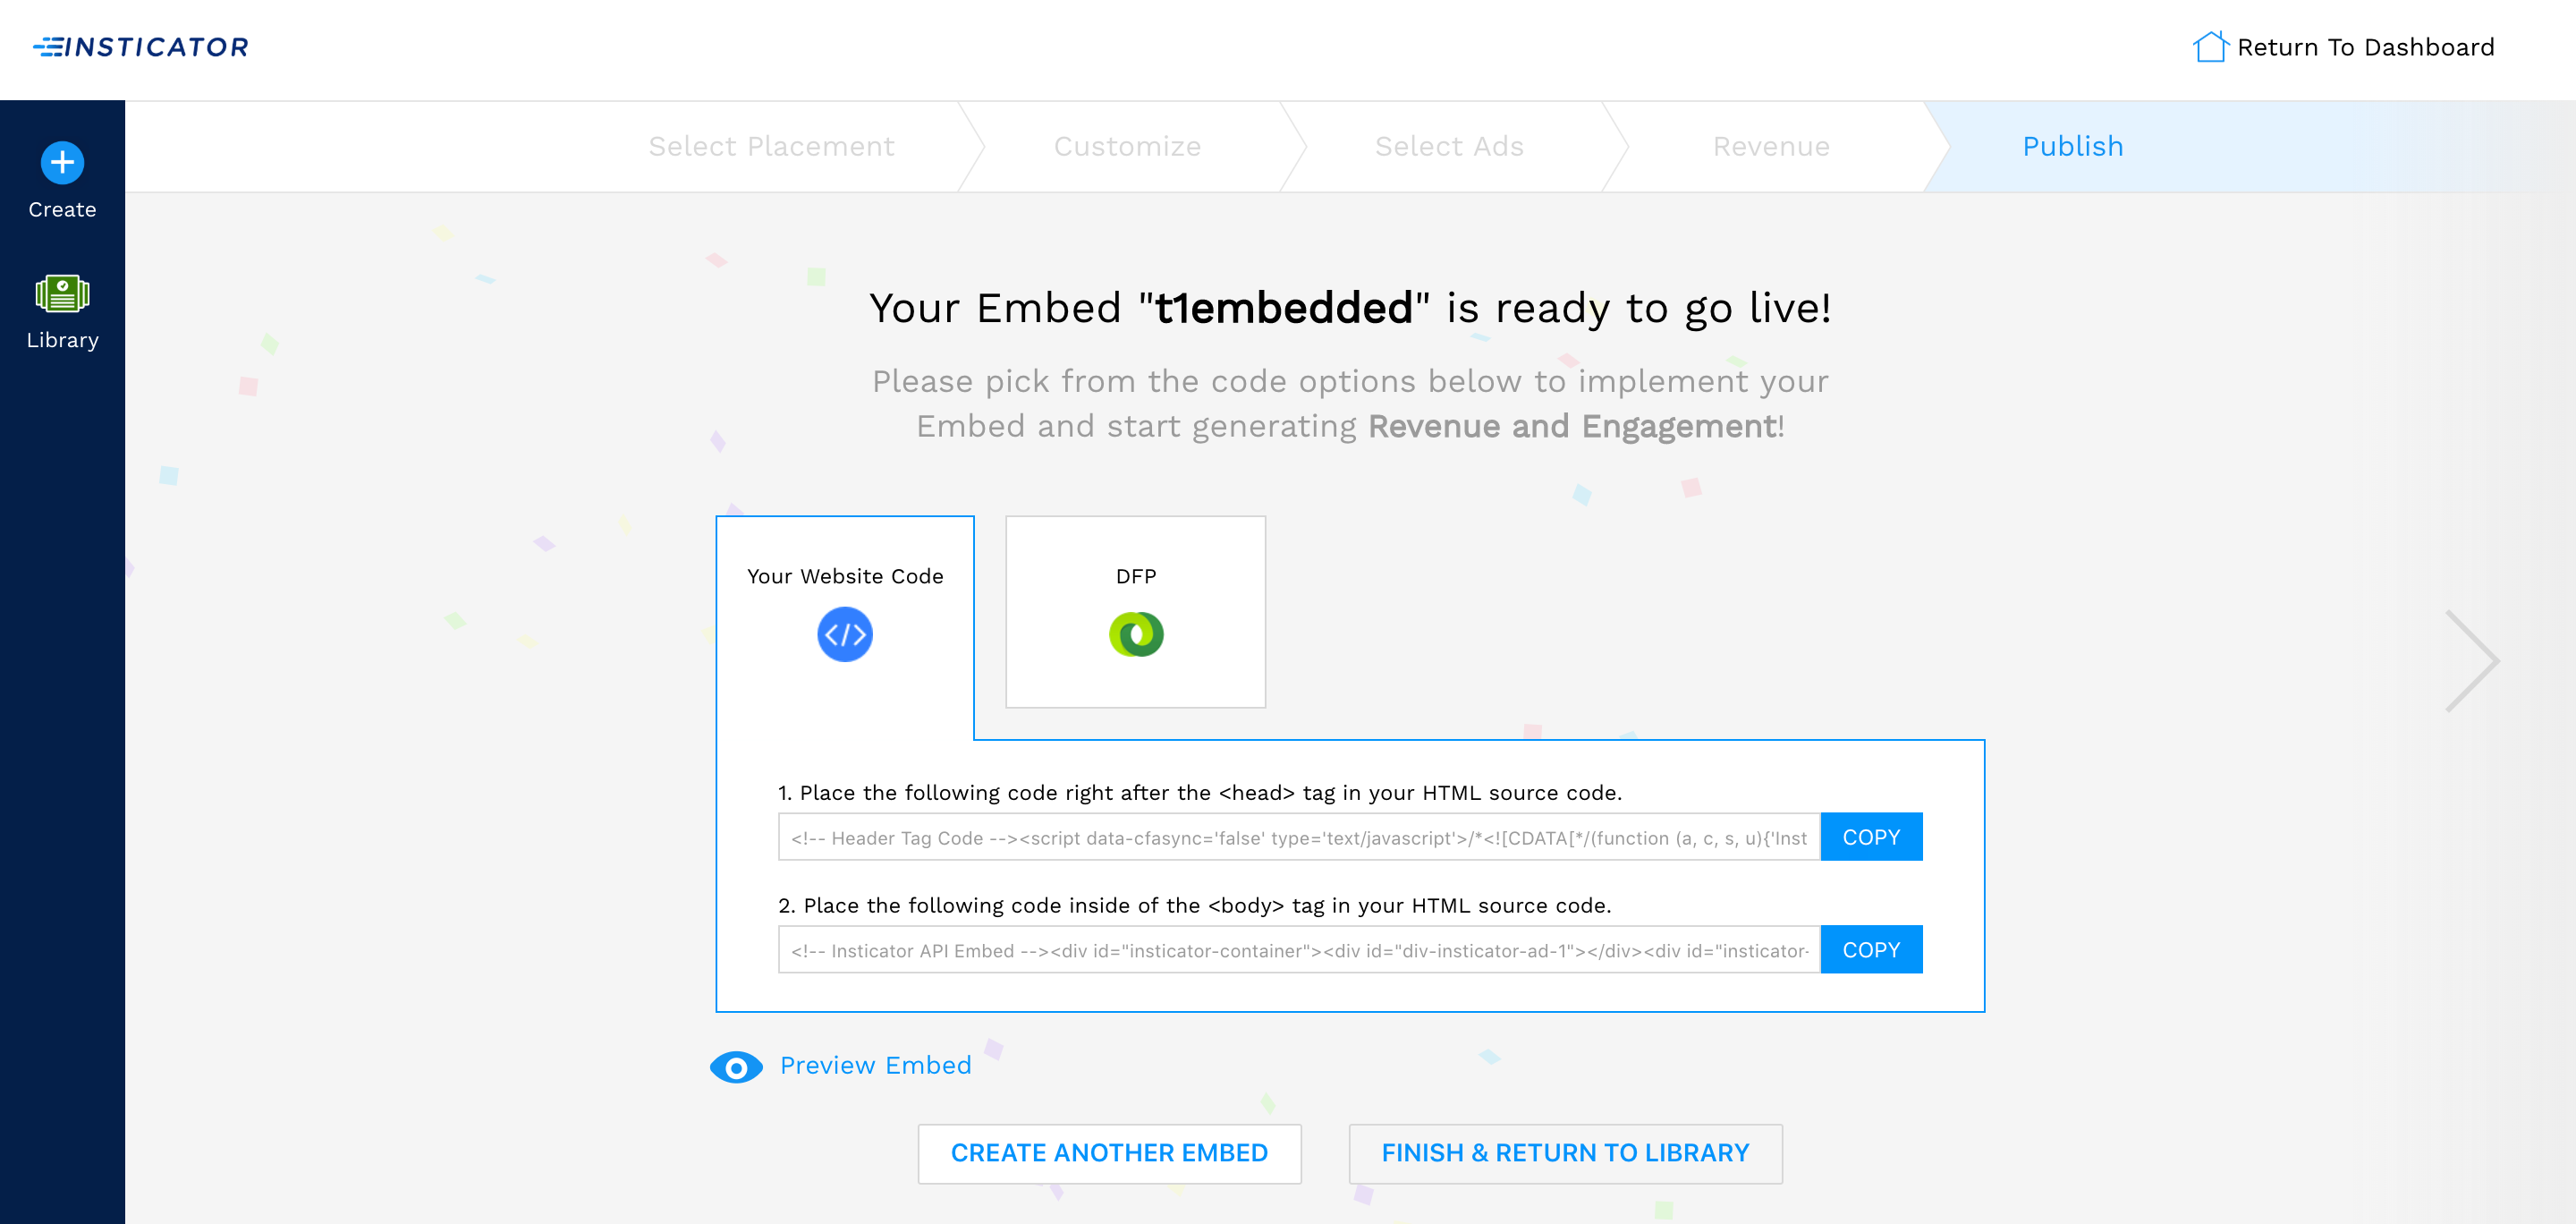 INSTICATOR
Return To Dashboard
Select Placement
Customize
Select Ads
Revenue
Publish
Create
Library
Your Embed "t1embedded" is ready to go live!
Please pick from the code options below to implement your
Embed and start generating Revenue and Engagement!
Your Website Code
</>
DFP
1. Place the following code right after the <head> tag in your HTML source code.
<!-- Header Tag Code --><script data-cfasync='false' type='text/javascript'>/*<![CDATA[*/(function (a, c, s, u){'Inst
COPY
2. Place the following code inside of the <body> tag in your HTML source code.
<!-- Insticator API Embed --><div id="insticator-container"><div id="div-insticator-ad-1"></div><div id="insticator-
COPY
Preview Embed
CREATE ANOTHER EMBED
FINISH & RETURN TO LIBRARY